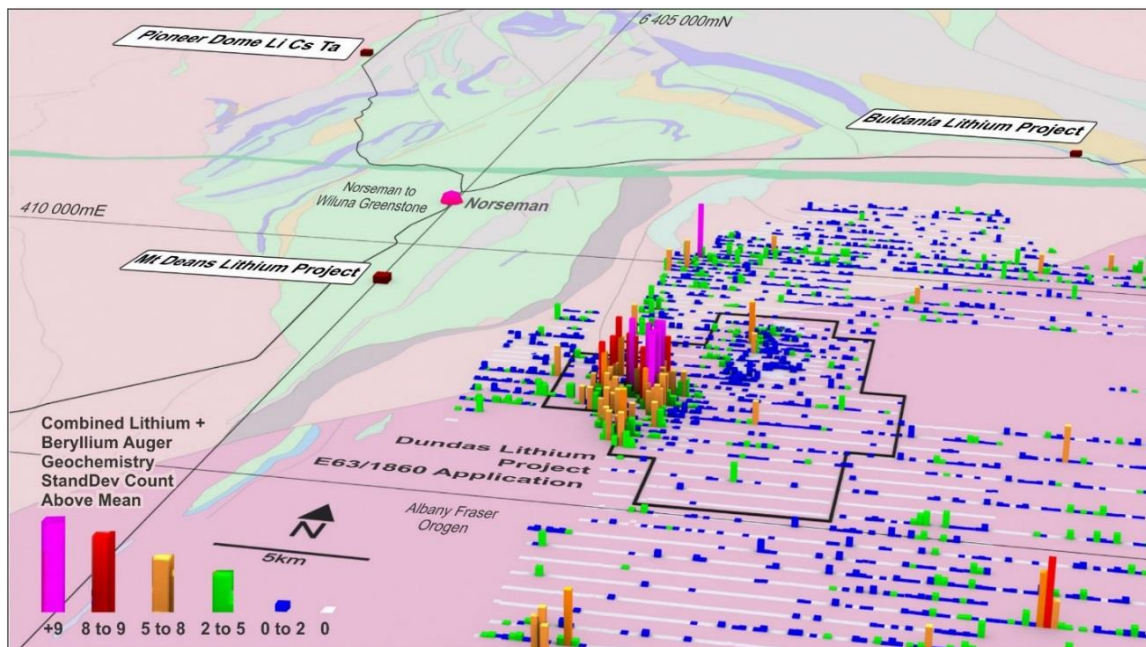 6 405 000mN
Pioneer Dome Li Cs Ta
Buldania Lithium Project
Norseman to
Wiluna Greenstone
Norseman
410 000mE
Mt Deans Lithium Project
Combined Lithium +
Beryllium Auger
Geochemistry
StandDev Count
Above Mean
Dundas Lithium
Project
E63/1860 Application
Albany Fraser
Orogen
N
5km
+9
8 to 9
5 to 8
2 to 5
0 to 2
0